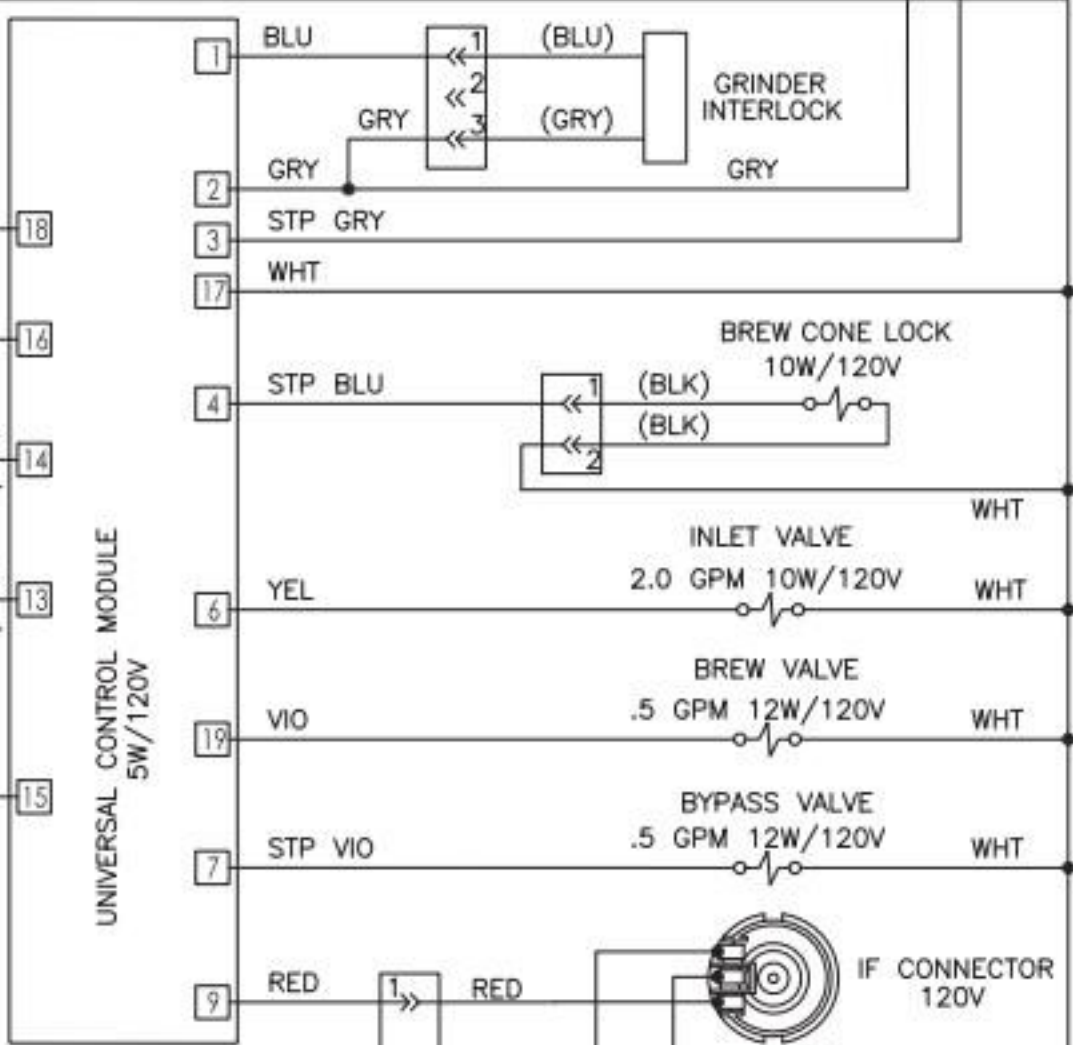 1 BLU 1 (BLU)
2
GRY 3 (GRY)
GRINDER
INTERLOCK
2 GRY GRY
18
3 STP GRY
17 WHT
16
BREW CONE LOCK
10W/120V
4 STP BLU 1 (BLK)
(BLK)
2
14
WHT
INLET VALVE
2.0 GPM 10W/120V
13
6 YEL WHT
UNIVERSAL CONTROL MODULE
5W/120V
BREW VALVE
.5 GPM 12W/120V
19 VIO WHT
15
BYPASS VALVE
.5 GPM 12W/120V
7 STP VIO WHT
IF CONNECTOR
120V
9 RED 1 RED